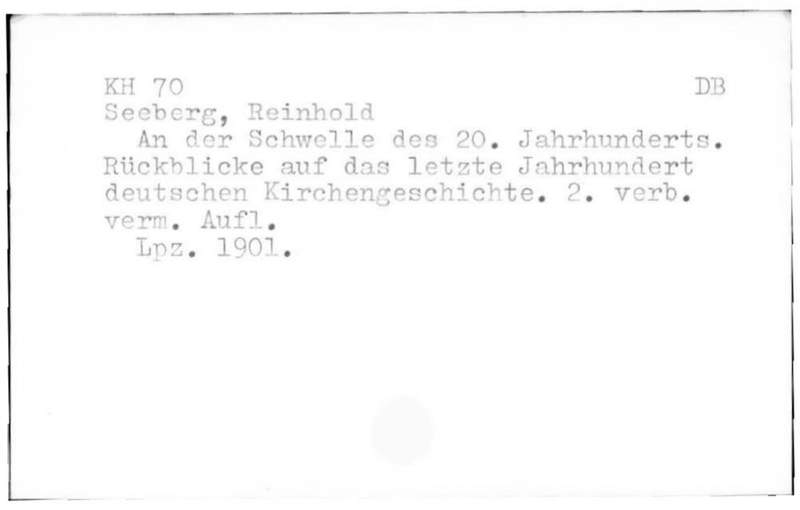 KH 70 DB
Seeberg, Reinhold
An der Schwelle des 20. Jahrhunderts.
Rückblicke auf das letzte Jahrhundert
deutschen Kirchengeschichte. 2. verb.
verm. Aufl.
Lpz. 1901.